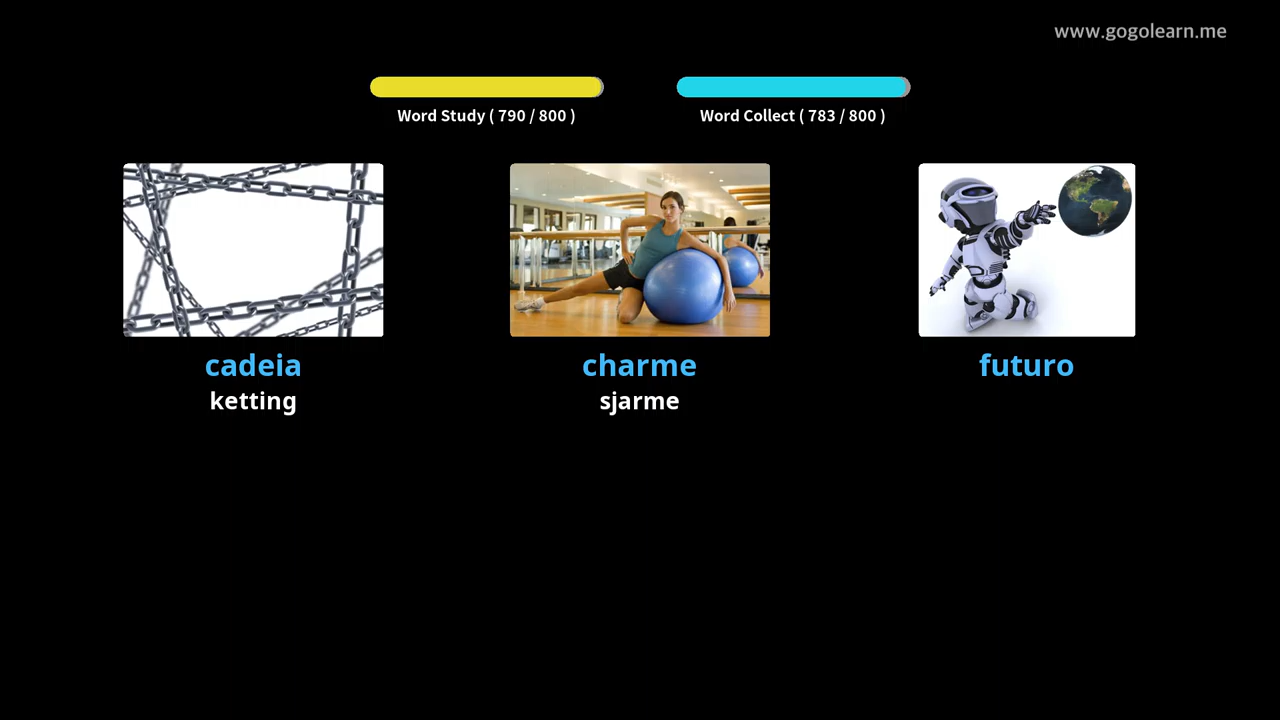 www.gogolearn.me
Word Study ( 790 / 800 )
Word Collect ( 783 / 800 )
cadeia
ketting
charme
sjarme
futuro